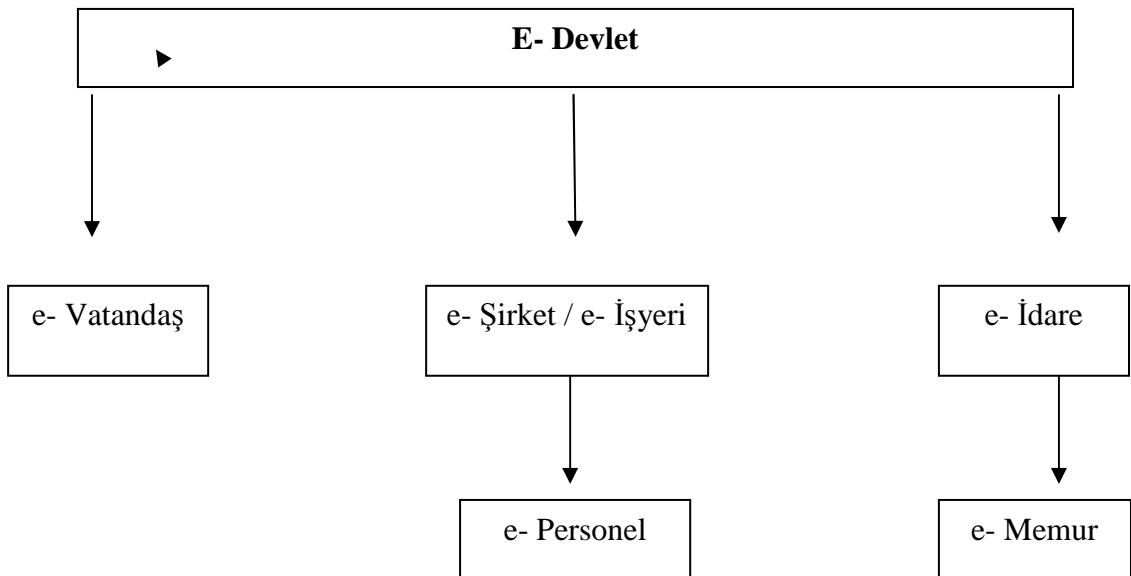 E- Devlet
e- Vatandaş
e- Şirket / e- İşyeri
e- İdare
e- Personel
e- Memur